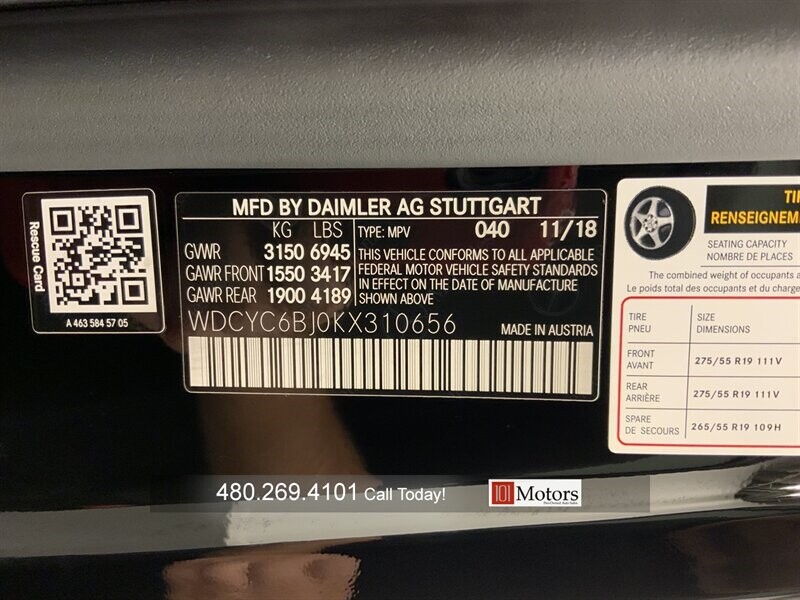 Rescue Card
A 463 584 57 05
MFD BY DAIMLER AG STUTTGART
KG LBS
GVWR 3150 6945
GAWR FRONT 1550 3417
GAWR REAR 1900 4189
TYPE: MPV 040 11/18
THIS VEHICLE CONFORMS TO ALL APPLICABLE
FEDERAL MOTOR VEHICLE SAFETY STANDARDS
IN EFFECT ON THE DATE OF MANUFACTURE
SHOWN ABOVE
WDCYC6BJ0KX310656
MADE IN AUSTRIA
SEATING CAPACITY
NOMBRE DE PLACES
The combined weight of occupants
Le poids total des occupants et du
TIRE SIZE
PNEU DIMENSIONS
FRONT
AVANT
275/55 R19 111V
REAR
ARRIÈRE
275/55 R19 111V
SPARE
DE SECOURS
265/55 R19 109H
480.269.4101 Call Today!
101 Motors